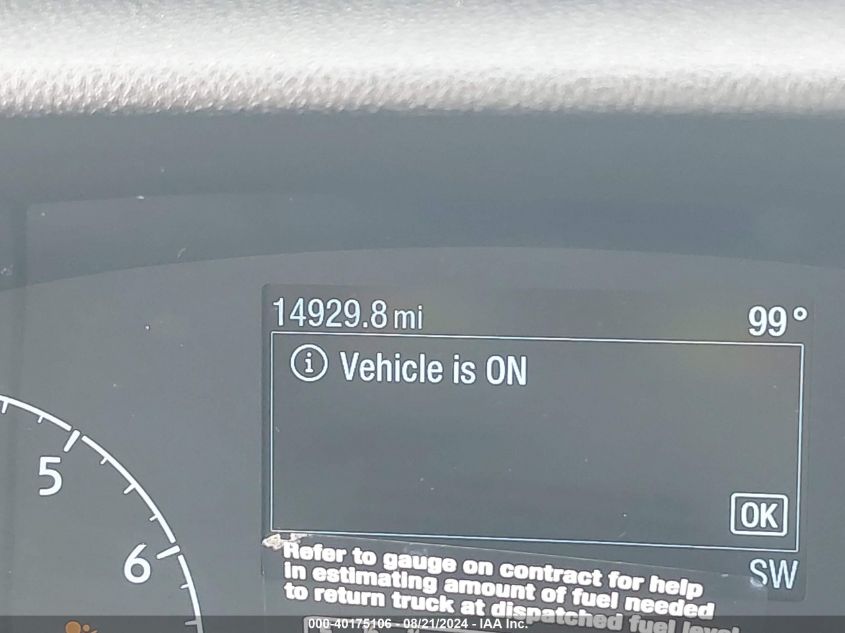 14929.8 mi 99°
Vehicle is ON
OK
5
6
SW
Refer to gauge on contract for help
in estimating amount of fuel needed
to return truck at dispatched fuel level
000-40175106 - 08/21/2024 - IAA Inc.